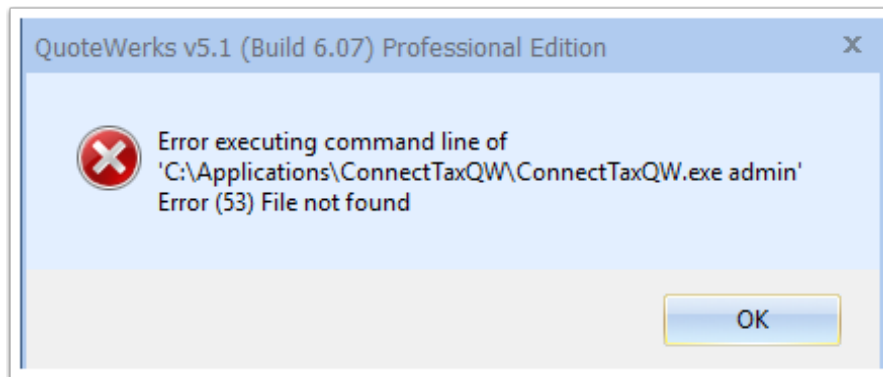 QuoteWerks v5.1 (Build 6.07) Professional Edition
Error executing command line of
'C:\Applications\ConnectTaxQW\ConnectTaxQW.exe admin'
Error (53) File not found
OK